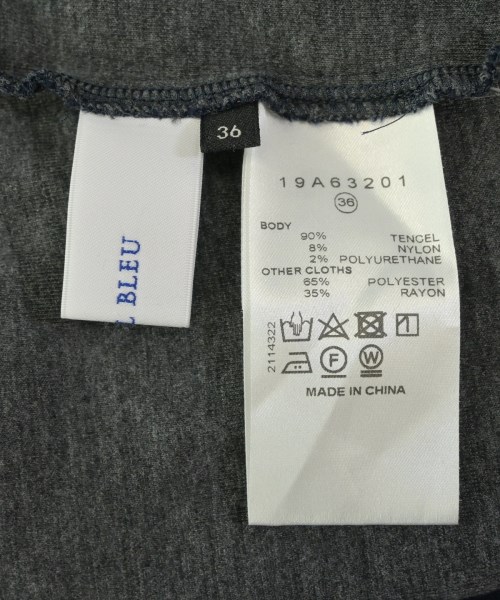 BLEU
36
19A63201
36
BODY
90% TENCEL
8% NYLON
2% POLYURETHANE
OTHER CLOTHS
65% POLYESTER
35% RAYON
2114322
F
W
MADE IN CHINA